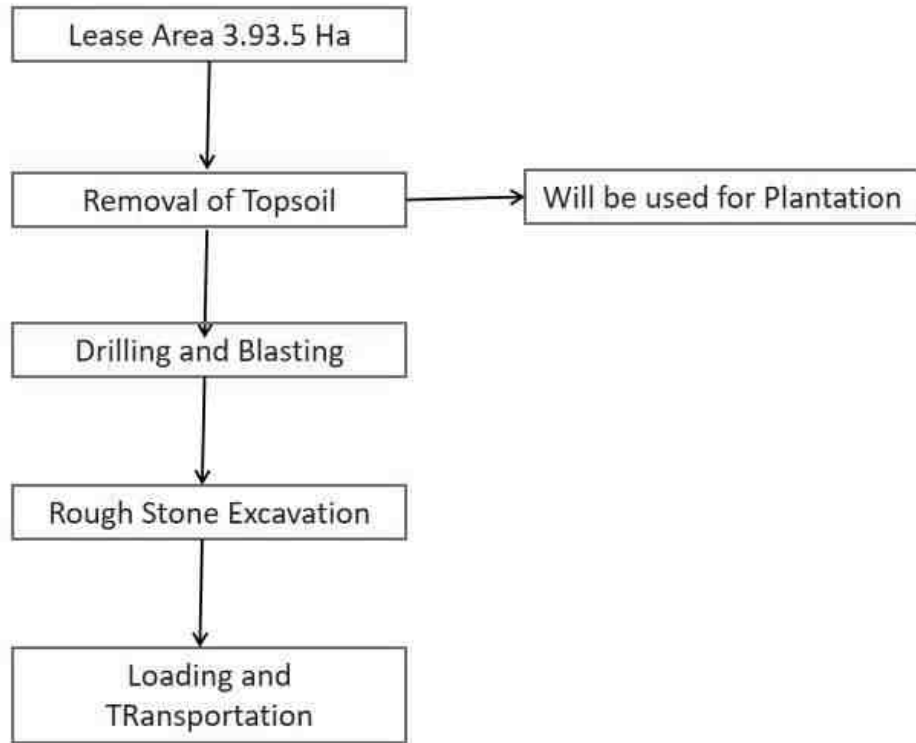 Lease Area 3.93.5 Ha
Removal of Topsoil
Will be used for Plantation
Drilling and Blasting
Rough Stone Excavation
Loading and
TRansportation